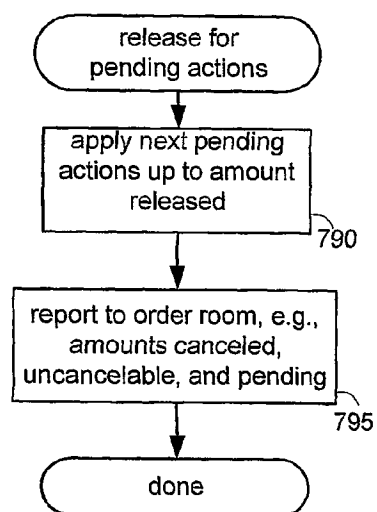 release for
pending actions
apply next pending
actions up to amount
released
790
report to order room, e.g.,
amounts canceled,
uncancelable, and pending
795
done